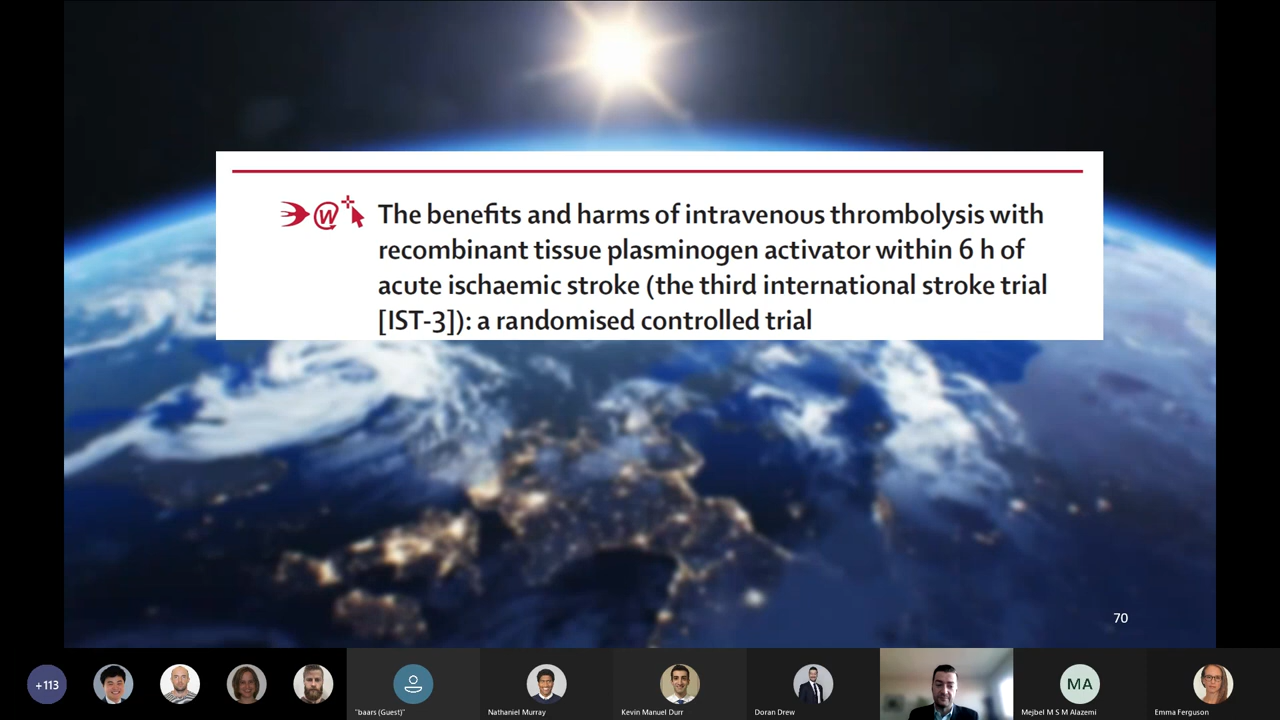 The benefits and harms of intravenous thrombolysis with
recombinant tissue plasminogen activator within 6 h of
acute ischaemic stroke (the third international stroke trial
[IST-3]): a randomised controlled trial
70
+113
"baars (Guest)"
Nathaniel Murray
Kevin Manuel Durr
Doran Drew
MA
Mejbel M S M Alazemi
Emma Ferguson